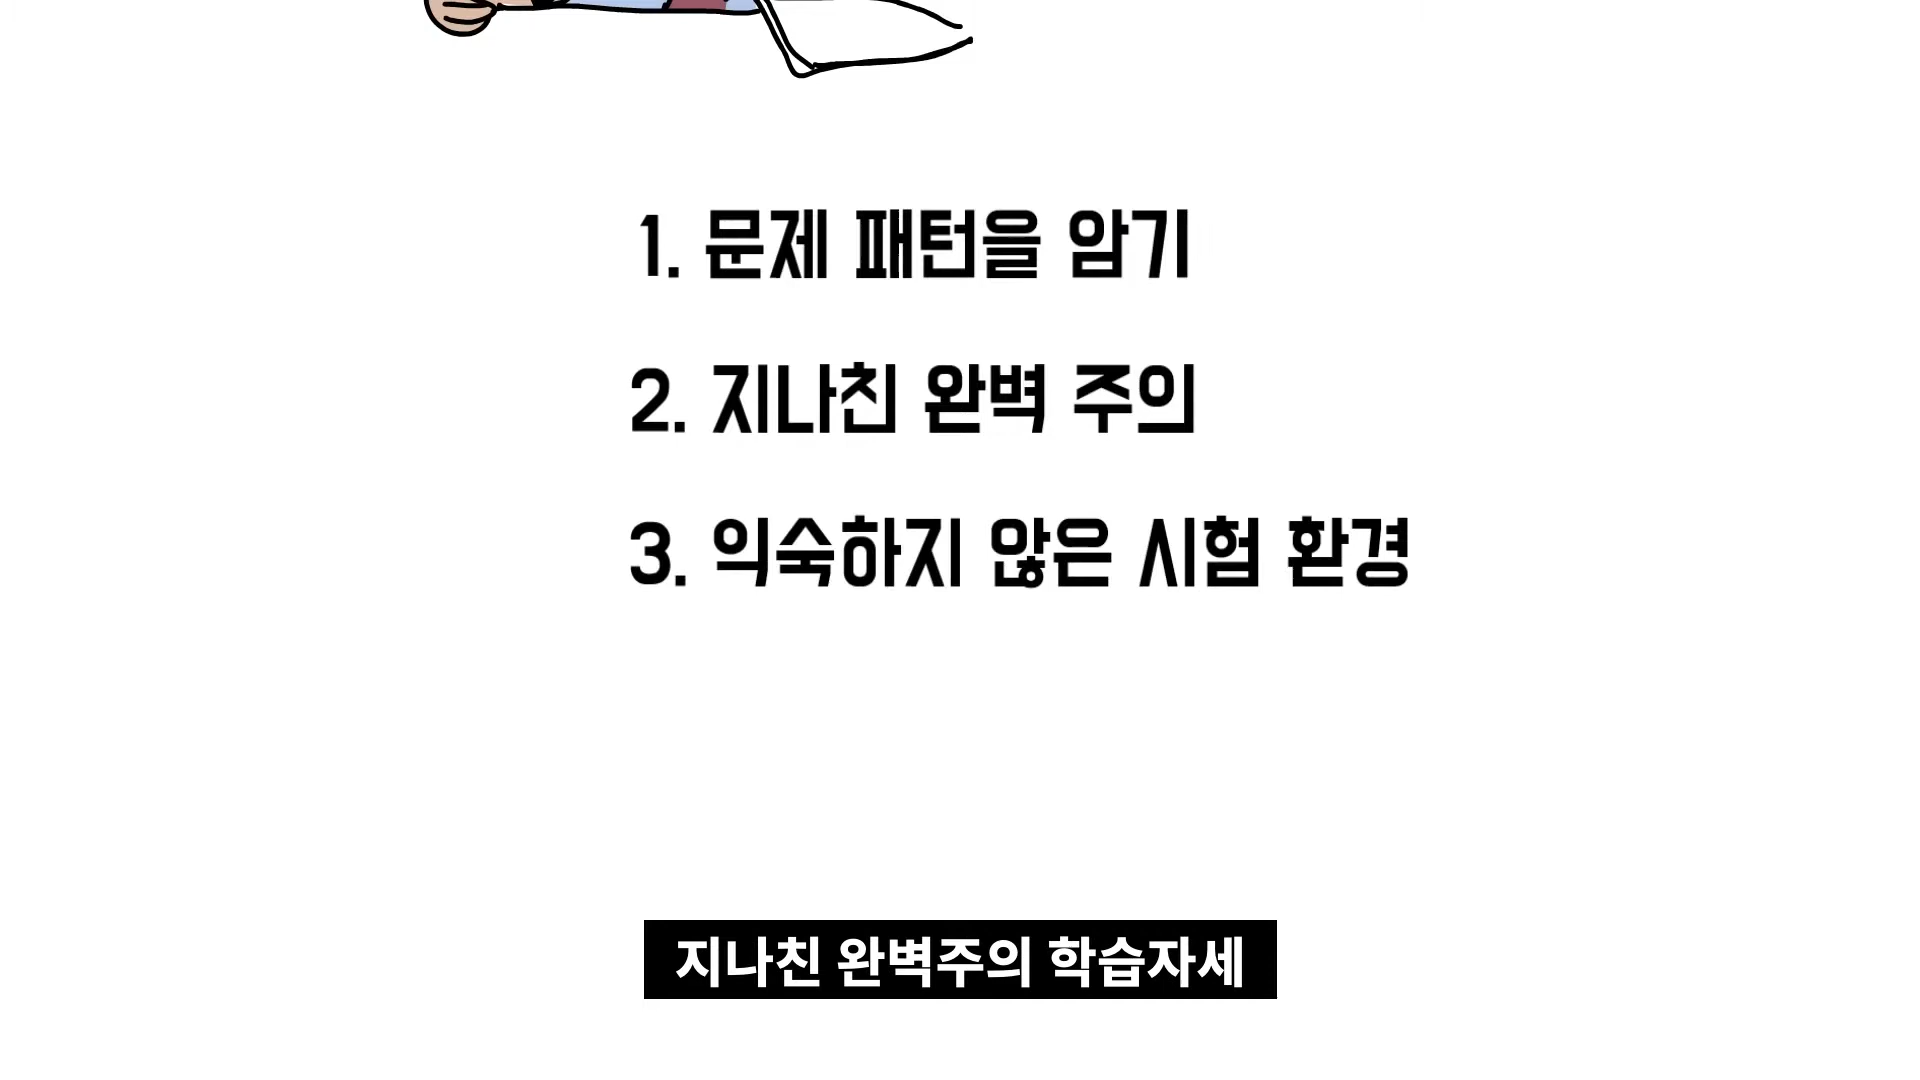 1. 문제 패턴을 암기
2. 지나친 완벽 주의
3. 익숙하지 않은 시험 환경
지나친 완벽주의 학습자세